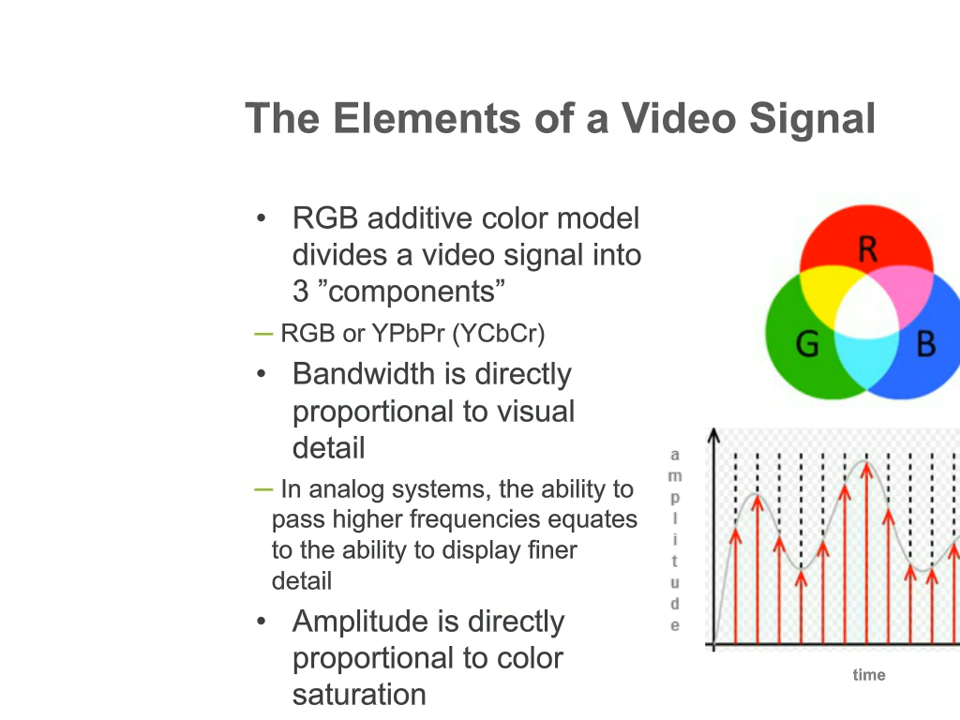 The Elements of a Video Signal
• RGB additive color model
divides a video signal into
3 ”components”
– RGB or YPbPr (YCbCr)
• Bandwidth is directly
proportional to visual
detail
– In analog systems, the ability to
pass higher frequencies equates
to the ability to display finer
detail
• Amplitude is directly
proportional to color
saturation
R
G
B
amplitude
time